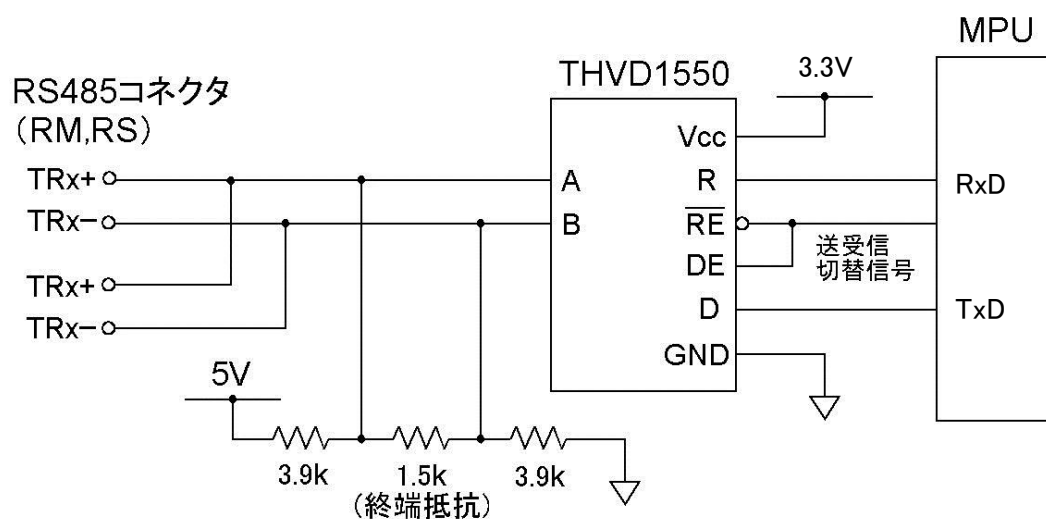 MPU
THVD1550
3.3V
RS485コネクタ
(RM,RS)
Vcc
TRx+
A
R
RxD
TRx−
B
RE
送受信
切替信号
DE
TRx+
TRx−
D
TxD
GND
5V
3.9k
1.5k
3.9k
(終端抵抗)